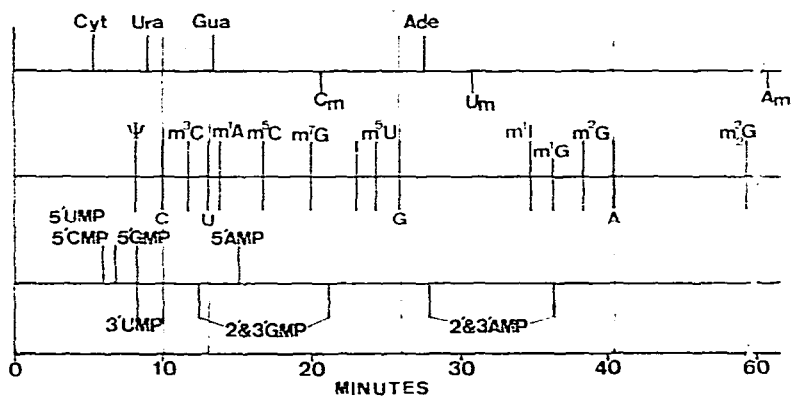 Cyt Ura Gua Ade
Cm Um Am
Ψ m³C m¹A m⁵C m⁷G m⁵U m¹I m¹G m²G m²₂G
C U G A
5'UMP
5'CMP 5'GMP 5'AMP
3'UMP 2'&3'GMP 2'&3'AMP
0 10 20 30 40 60
MINUTES